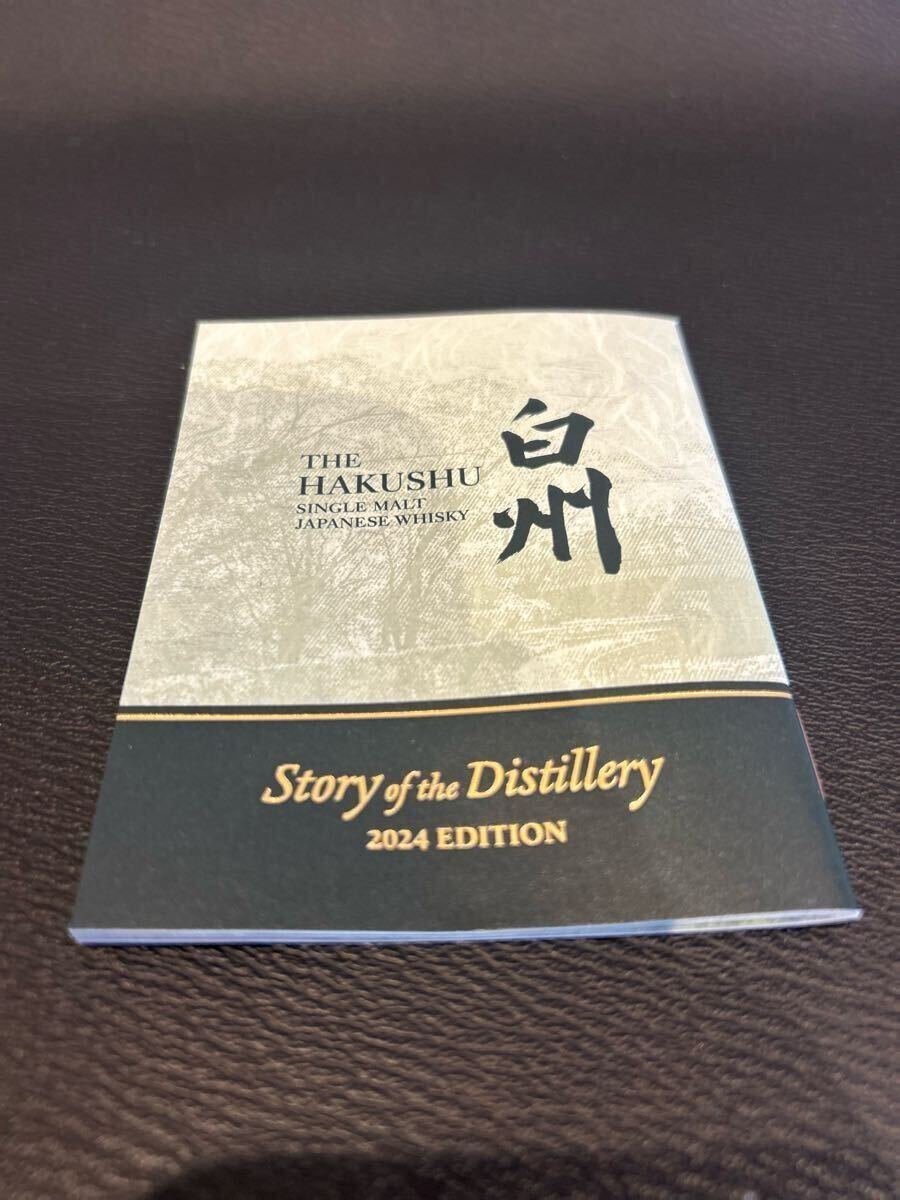 THE
HAKUSHU
SINGLE MALT
JAPANESE WHISKY
白州
Story of the Distillery
2024 EDITION